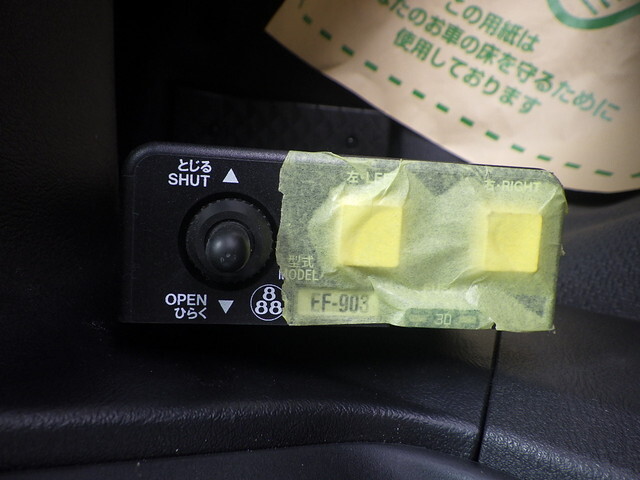 この用紙は
たのお車の床を守るために
使用しております
とじる
SHUT
左・LEFT
右・RIGHT
型式
MODEL
EF-903
OPEN
ひらく
8
88
30